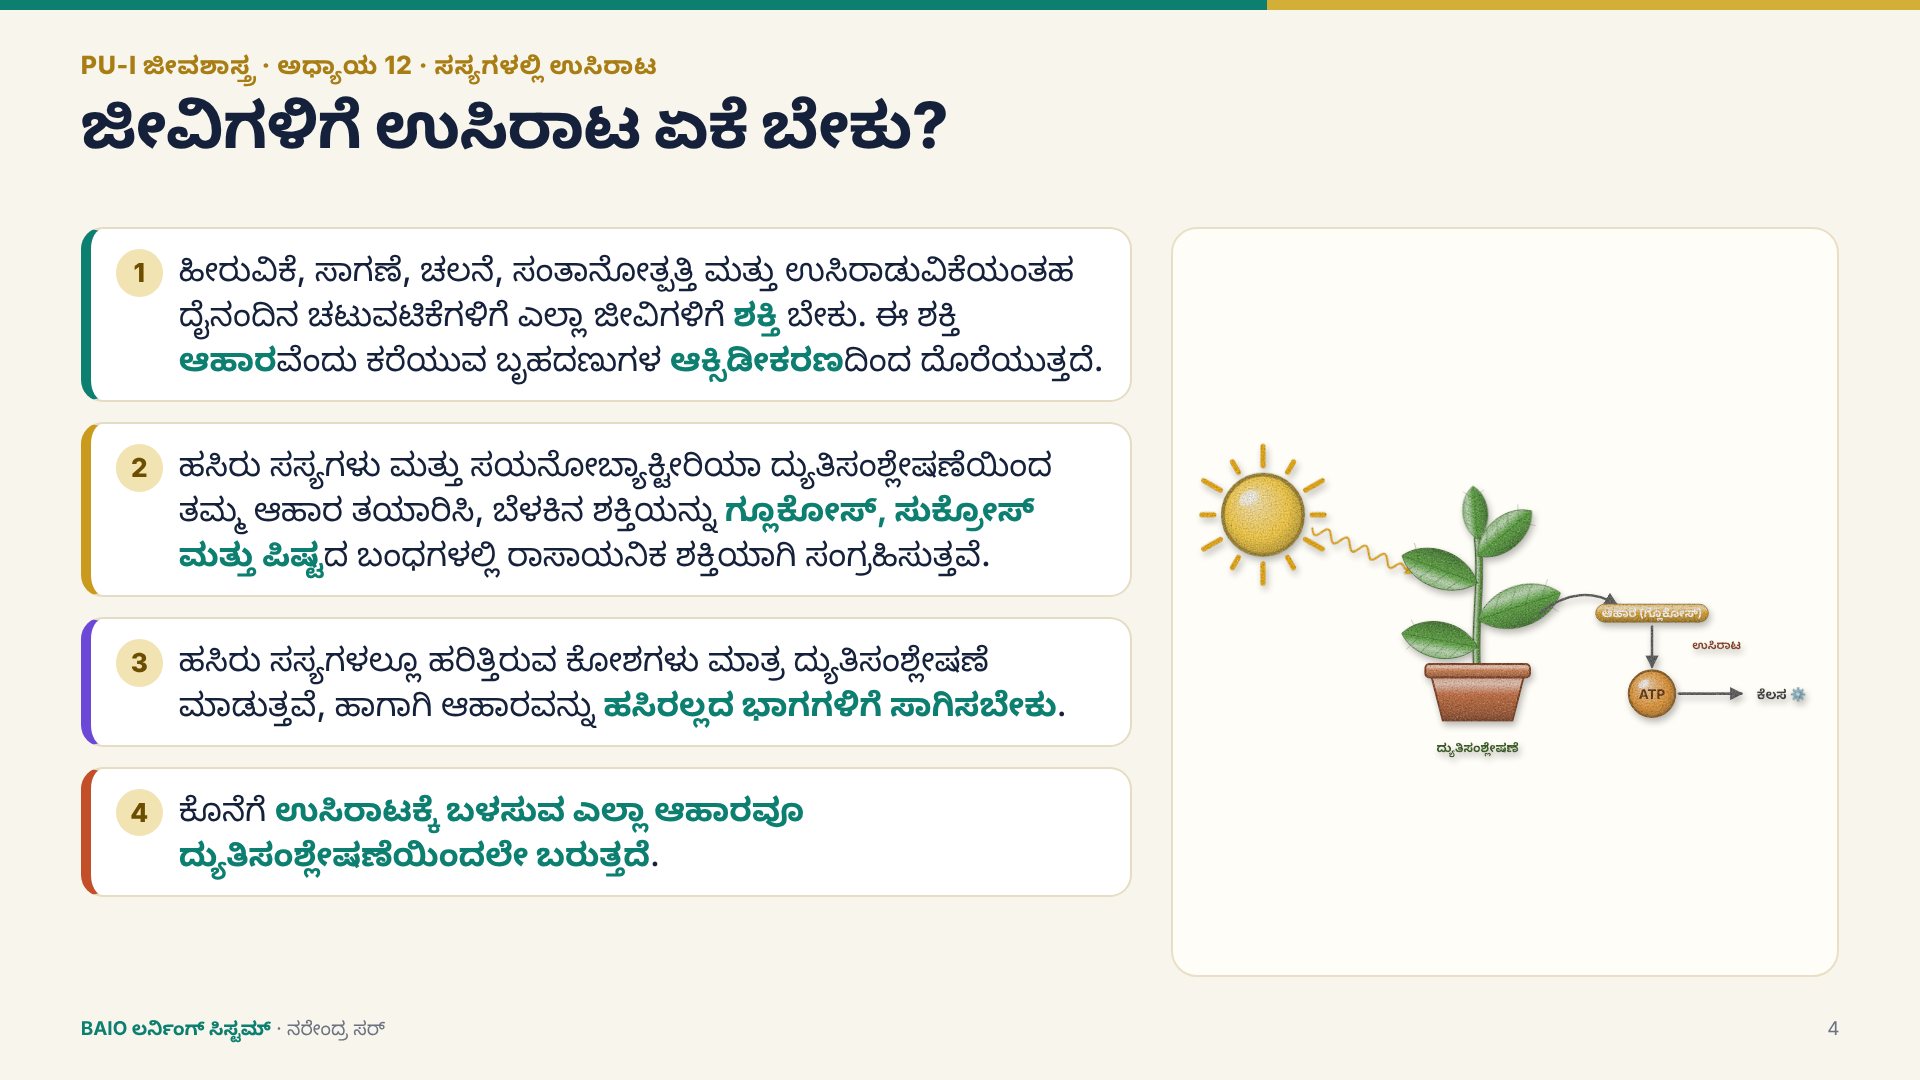 PU-I ಜೀವಶಾಸ್ತ್ರ · ಅಧ್ಯಾಯ 12 · ಸಸ್ಯಗಳಲ್ಲಿ ಉಸಿರಾಟ
ಜೀವಿಗಳಿಗೆ ಉಸಿರಾಟ ಏಕೆ ಬೇಕು?
1 ಹೀರುವಿಕೆ, ಸಾಗಣೆ, ಚಲನೆ, ಸಂತಾನೋತ್ಪತ್ತಿ ಮತ್ತು ಉಸಿರಾಡುವಿಕೆಯಂತಹ
ದೈನಂದಿನ ಚಟುವಟಿಕೆಗಳಿಗೆ ಎಲ್ಲಾ ಜೀವಿಗಳಿಗೆ ಶಕ್ತಿ ಬೇಕು. ಈ ಶಕ್ತಿ
ಆಹಾರವೆಂದು ಕರೆಯುವ ಬೃಹದಣುಗಳ ಆಕ್ಸಿಡೀಕರಣದಿಂದ ದೊರೆಯುತ್ತದೆ.
2 ಹಸಿರು ಸಸ್ಯಗಳು ಮತ್ತು ಸಯನೋಬ್ಯಾಕ್ಟೀರಿಯಾ ದ್ಯುತಿಸಂಶ್ಲೇಷಣೆಯಿಂದ
ತಮ್ಮ ಆಹಾರ ತಯಾರಿಸಿ, ಬೆಳಕಿನ ಶಕ್ತಿಯನ್ನು ಗ್ಲೂಕೋಸ್, ಸುಕ್ರೋಸ್
ಮತ್ತು ಪಿಷ್ಟದ ಬಂಧಗಳಲ್ಲಿ ರಾಸಾಯನಿಕ ಶಕ್ತಿಯಾಗಿ ಸಂಗ್ರಹಿಸುತ್ತವೆ.
3 ಹಸಿರು ಸಸ್ಯಗಳಲ್ಲೂ ಹರಿತ್ತಿರುವ ಕೋಶಗಳು ಮಾತ್ರ ದ್ಯುತಿಸಂಶ್ಲೇಷಣೆ
ಮಾಡುತ್ತವೆ, ಹಾಗಾಗಿ ಆಹಾರವನ್ನು ಹಸಿರಲ್ಲದ ಭಾಗಗಳಿಗೆ ಸಾಗಿಸಬೇಕು.
4 ಕೊನೆಗೆ ಉಸಿರಾಟಕ್ಕೆ ಬಳಸುವ ಎಲ್ಲಾ ಆಹಾರವೂ
ದ್ಯುತಿಸಂಶ್ಲೇಷಣೆಯಿಂದಲೇ ಬರುತ್ತದೆ.
ಆಹಾರ (ಗ್ಲೂಕೋಸ್)
ಉಸಿರಾಟ
ATP
ಕೆಲಸ
ದ್ಯುತಿಸಂಶ್ಲೇಷಣೆ
BAIO ಲರ್ನಿಂಗ್ ಸಿಸ್ಟಮ್ · ನರೇಂದ್ರ ಸರ್
4